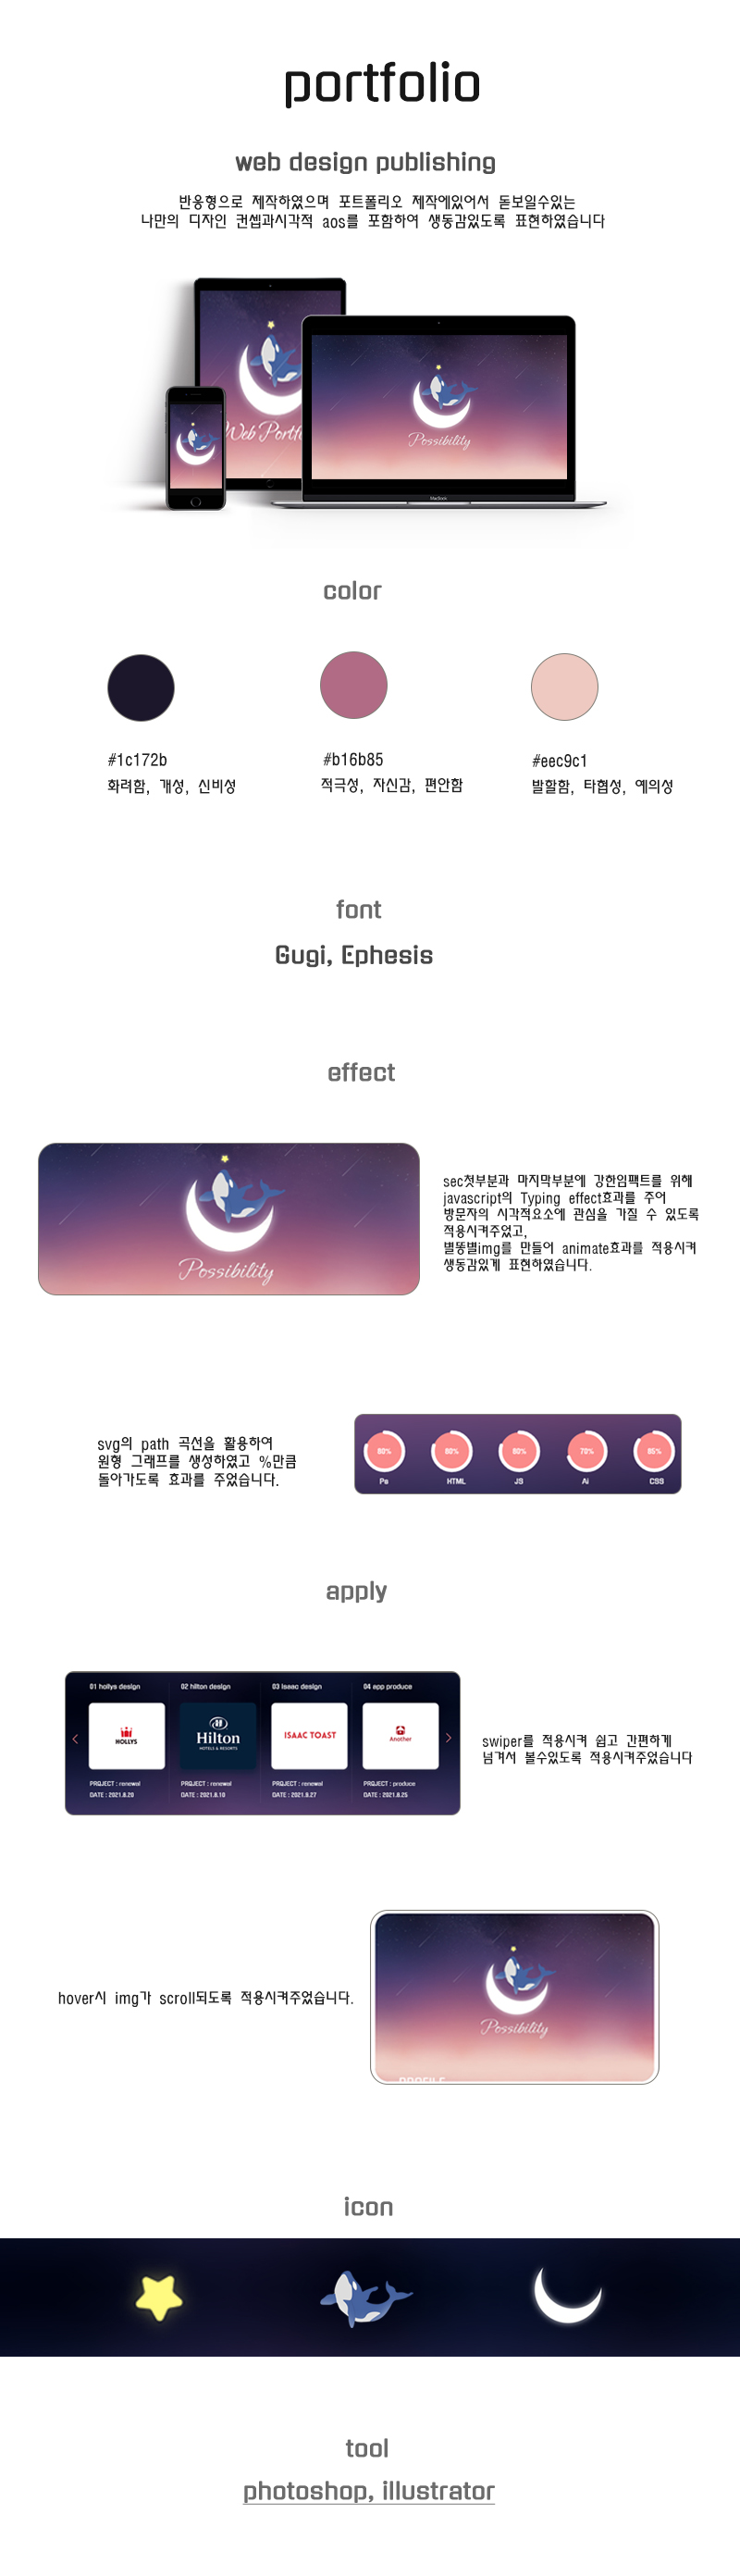 portfolio
web design publishing
반응형으로 제작하였으며 포트폴리오 제작에있어서 돋보일수있는
나만의 디자인 컨셉과시각적 aos를 포함하여 생동감있도록 표현하였습니다
Web Portf
Possibility
MacBook
color
#1c172b
화려함, 개성, 신비성
#b16b85
적극성, 자신감, 편안함
#eec9c1
발할함, 타협성, 예의성
font
Gugi, Ephesis
effect
Possibility
sec첫부분과 마지막부분에 강한임팩트를 위해
javascript의 Typing effect효과를 주어
방문자의 시각적요소에 관심을 가질 수 있도록
적용시켜주었고,
별똥별img를 만들어 animate효과를 적용시켜
생동감있게 표현하였습니다.
svg의 path 곡선을 활용하여
원형 그래프를 생성하였고 %만큼
돌아가도록 효과를 주었습니다.
80% 80% 80% 70% 85%
Ps HTML JS Ai CSS
apply
01 hollys design 02 hilton design 03 Isaac design 04 app produce
HOLLYS Hilton ISAAC TOAST Another
HOTELS & RESORTS
PROJECT : renewal PROJECT : renewal PROJECT : renewal PROJECT : produce
DATE : 2021.8.20 DATE : 2021.8.10 DATE : 2021.9.27 DATE : 2021.8.25
swiper를 적용시켜 쉽고 간편하게
넘겨서 볼수있도록 적용시켜주었습니다
Possibility
PROFILE
hover시 img가 scroll되도록 적용시켜주었습니다.
icon
tool
photoshop, illustrator